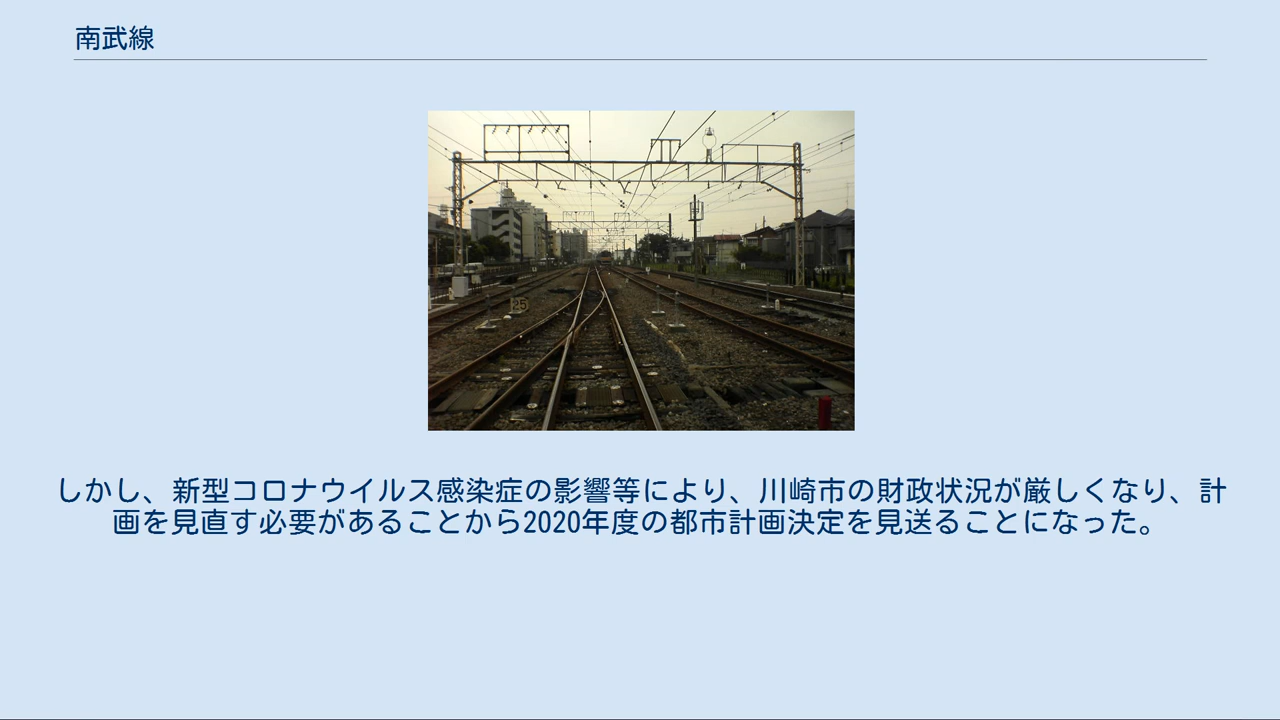 南武線
25
しかし、新型コロナウイルス感染症の影響等により、川崎市の財政状況が厳しくなり、計
画を見直す必要があることから2020年度の都市計画決定を見送ることになった。